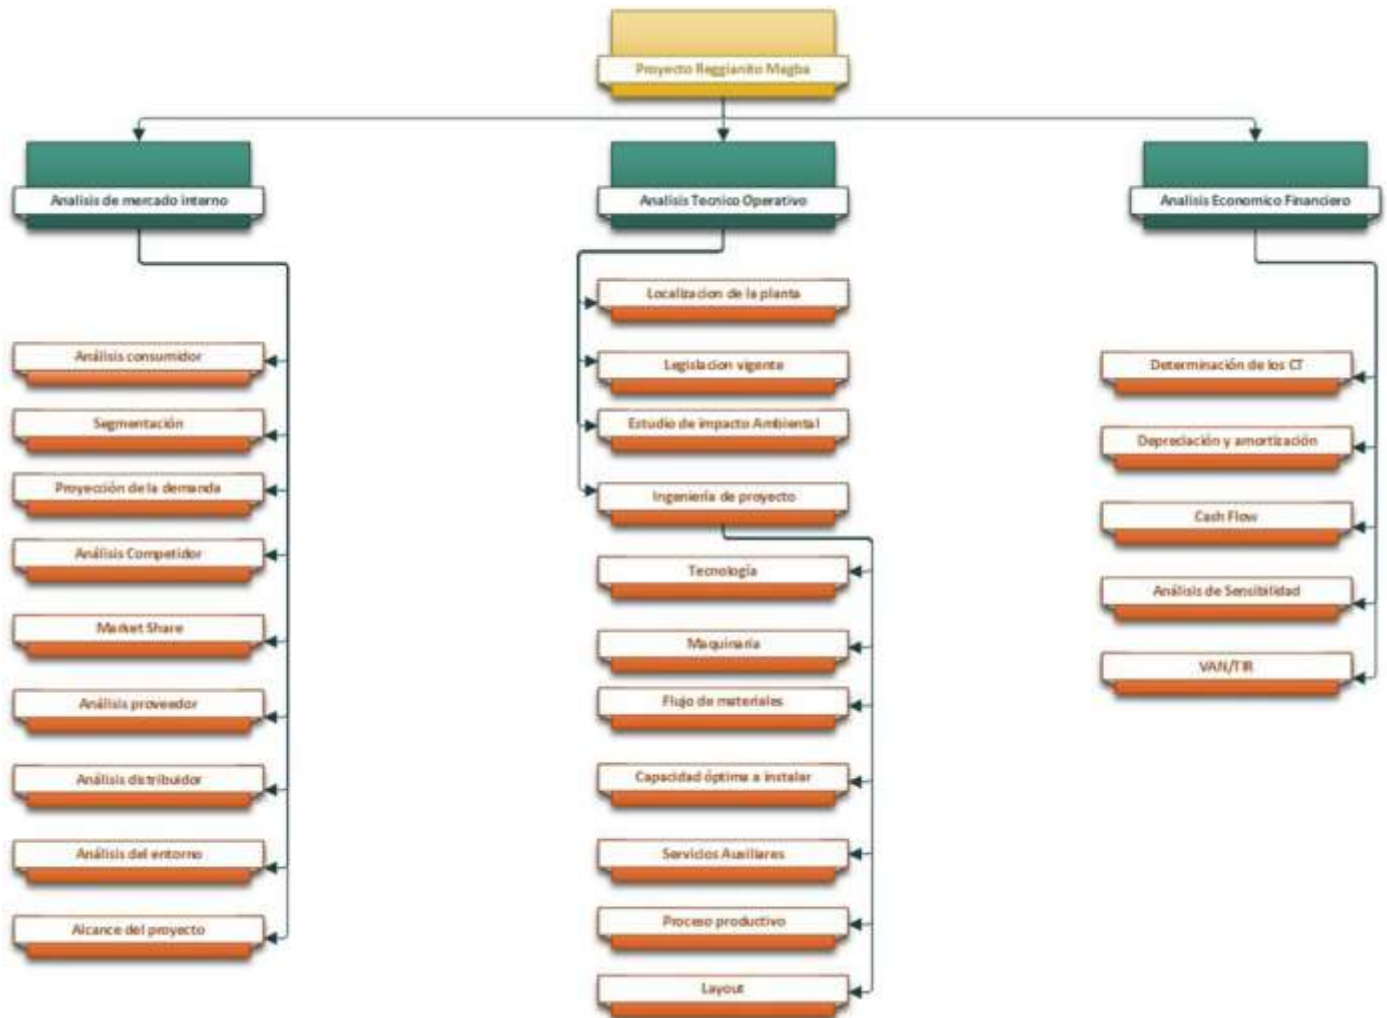 Proyecto Reggianito Magba
Analisis de mercado interno
Analisis Tecnico Operativo
Analisis Economico Financiero
Análisis consumidor
Segmentación
Proyección de la demanda
Análisis Competidor
Market Share
Análisis proveedor
Análisis distribuidor
Análisis del entorno
Alcance del proyecto
Localizacion de la planta
Legislacion vigente
Estudio de impacto Ambiental
Ingeniería de proyecto
Tecnología
Maquinaria
Flujo de materiales
Capacidad óptima a instalar
Servicios Auxiliares
Proceso productivo
Layout
Determinación de los CT
Depreciación y amortización
Cash Flow
Análisis de Sensibilidad
VAN/TIR